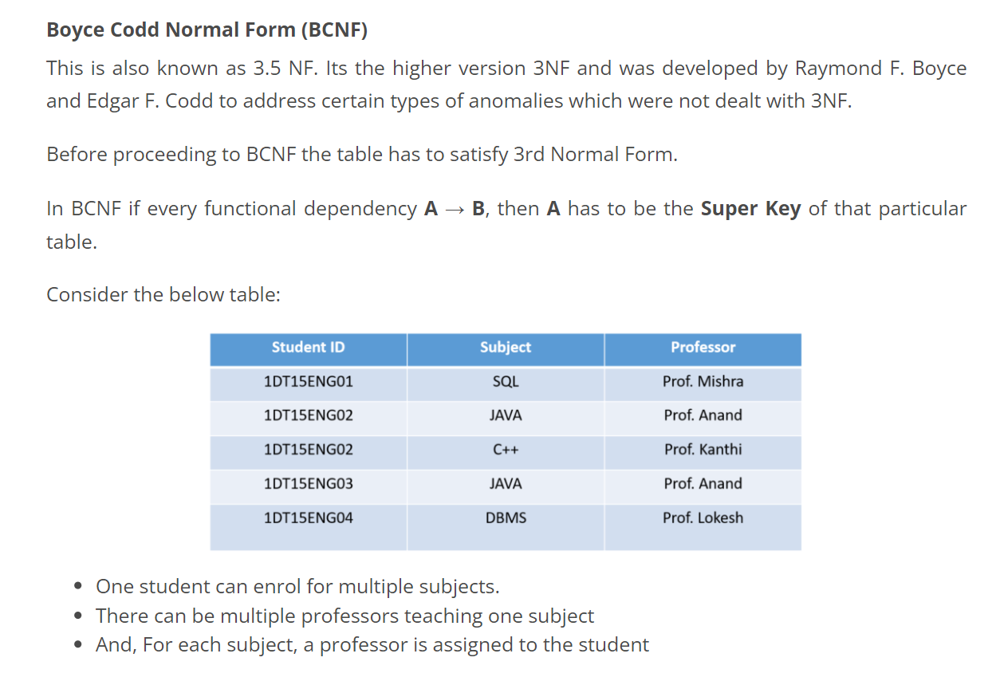 Boyce Codd Normal Form (BCNF)
This is also known as 3.5 NF. Its the higher version 3NF and was developed by Raymond F. Boyce
and Edgar F. Codd to address certain types of anomalies which were not dealt with 3NF.
Before proceeding to BCNF the table has to satisfy 3rd Normal Form.
In BCNF if every functional dependency A → B, then A has to be the Super Key of that particular
table.
Consider the below table:
Student ID Subject Professor
1DT15ENG01 SQL Prof. Mishra
1DT15ENG02 JAVA Prof. Anand
1DT15ENG02 C++ Prof. Kanthi
1DT15ENG03 JAVA Prof. Anand
1DT15ENG04 DBMS Prof. Lokesh
• One student can enrol for multiple subjects.
• There can be multiple professors teaching one subject
• And, For each subject, a professor is assigned to the student